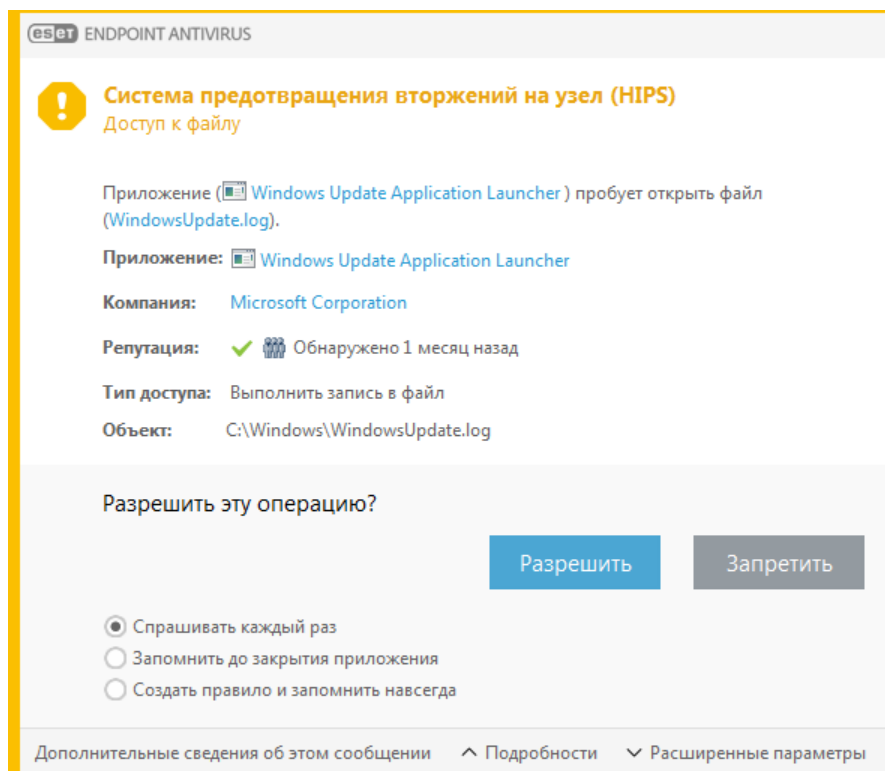 eset ENDPOINT ANTIVIRUS
Система предотвращения вторжений на узел (HIPS)
Доступ к файлу
Приложение ( Windows Update Application Launcher ) пробует открыть файл
(WindowsUpdate.log).
Приложение: Windows Update Application Launcher
Компания: Microsoft Corporation
Репутация: Обнаружено 1 месяц назад
Тип доступа: Выполнить запись в файл
Объект: C:\Windows\WindowsUpdate.log
Разрешить эту операцию?
Разрешить Запретить
Спрашивать каждый раз
Запомнить до закрытия приложения
Создать правило и запомнить навсегда
Дополнительные сведения об этом сообщении Подробности Расширенные параметры